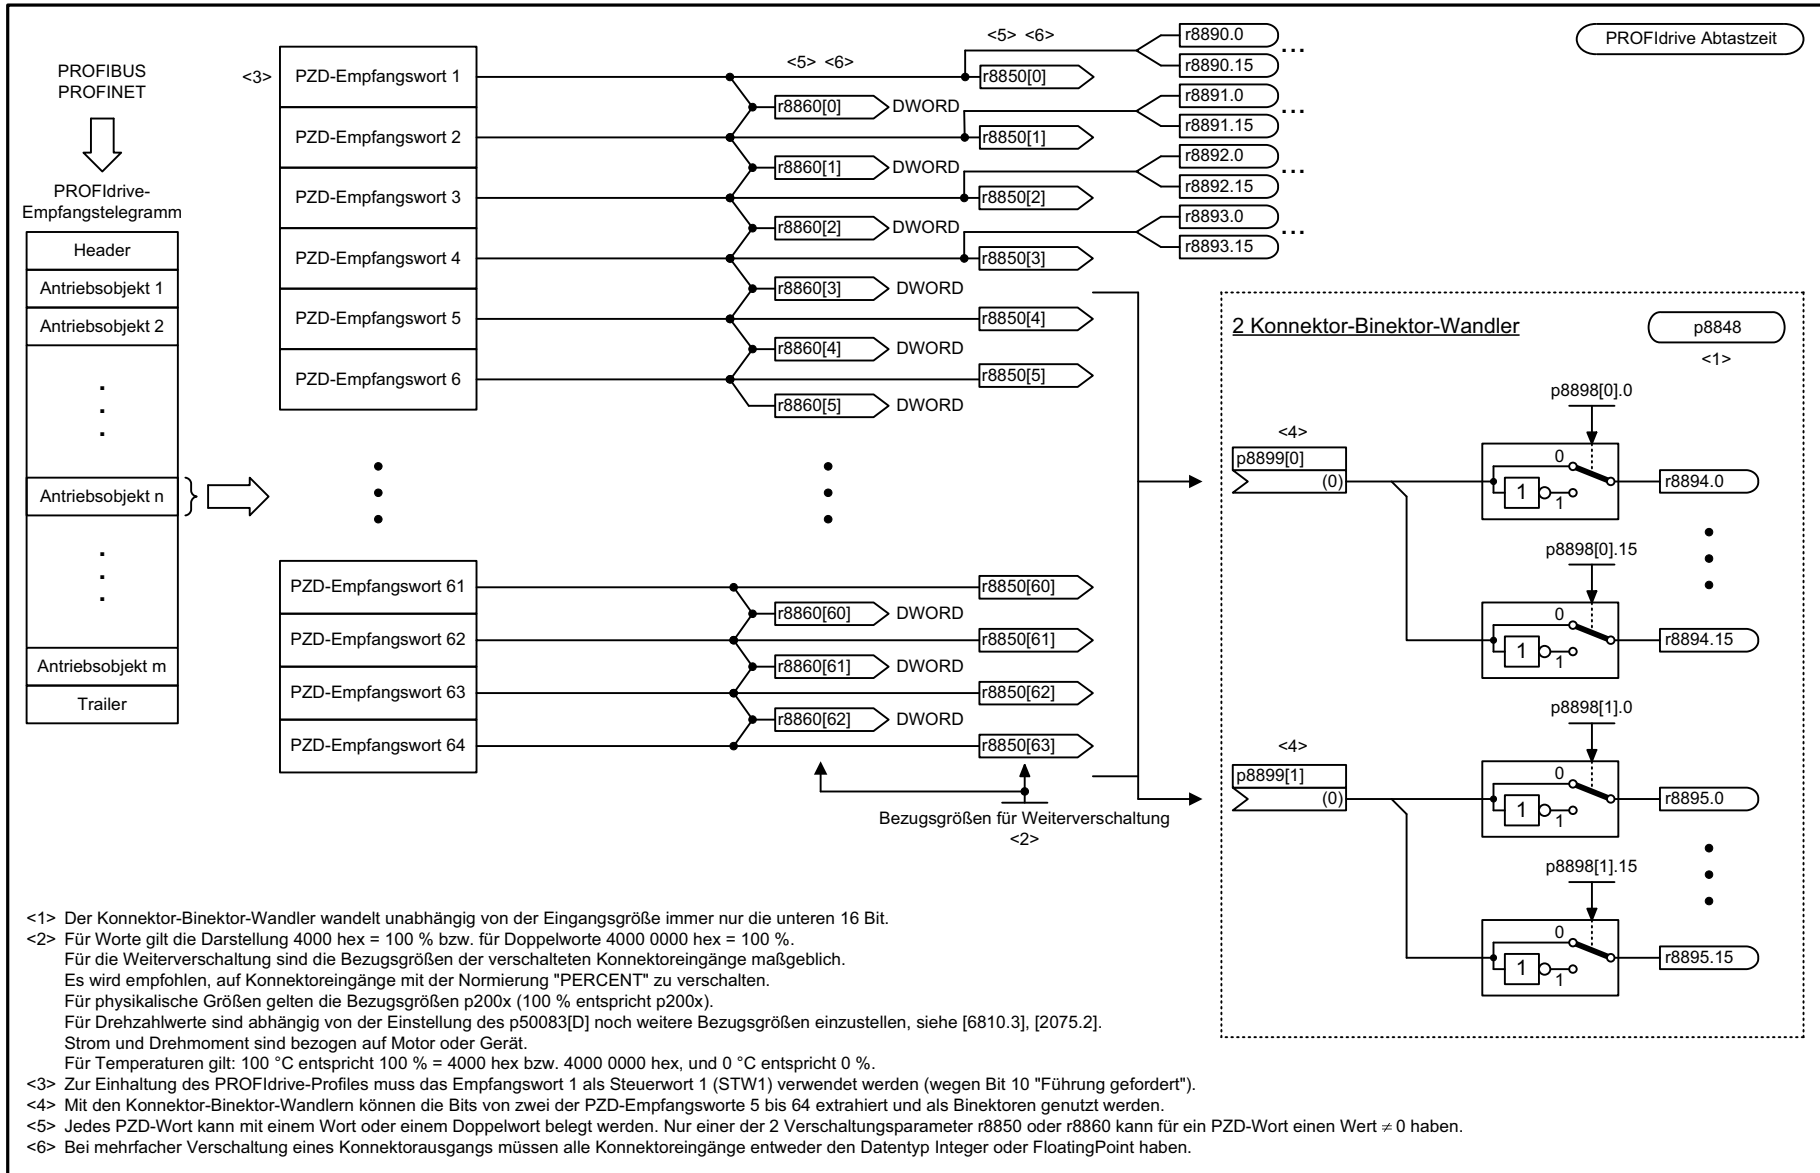 PROFIBUS
PROFINET
PROFIdrive-
Empfangstelegramm
Header
Antriebsobjekt 1
Antriebsobjekt 2
Antriebsobjekt n
Antriebsobjekt m
Trailer
<3>
PZD-Empfangswort 1
PZD-Empfangswort 2
PZD-Empfangswort 3
PZD-Empfangswort 4
PZD-Empfangswort 5
PZD-Empfangswort 6
PZD-Empfangswort 61
PZD-Empfangswort 62
PZD-Empfangswort 63
PZD-Empfangswort 64
<5> <6>
r8860[0] DWORD
r8860[1] DWORD
r8860[2] DWORD
r8860[3] DWORD
r8860[4] DWORD
r8860[5] DWORD
r8860[60] DWORD
r8860[61] DWORD
r8860[62] DWORD
<5> <6>
r8850[0]
r8850[1]
r8850[2]
r8850[3]
r8850[4]
r8850[5]
r8850[60]
r8850[61]
r8850[62]
r8850[63]
Bezugsgrößen für Weiterverschaltung
<2>
r8890.0
...
r8890.15
r8891.0
...
r8891.15
r8892.0
...
r8892.15
r8893.0
...
r8893.15
PROFIdrive Abtastzeit
2 Konnektor-Binektor-Wandler
p8848
<1>
<4>
p8899[0]
(0)
p8898[0].0
0
1
1
r8894.0
p8898[0].15
0
1
1
r8894.15
<4>
p8899[1]
(0)
p8898[1].0
0
1
1
r8895.0
p8898[1].15
0
1
1
r8895.15
<1> Der Konnektor-Binektor-Wandler wandelt unabhängig von der Eingangsgröße immer nur die unteren 16 Bit.
<2> Für Worte gilt die Darstellung 4000 hex = 100 % bzw. für Doppelworte 4000 0000 hex = 100 %.
Für die Weiterverschaltung sind die Bezugsgrößen der verschalteten Konnektoreingänge maßgeblich.
Es wird empfohlen, auf Konnektoreingänge mit der Normierung "PERCENT" zu verschalten.
Für physikalische Größen gelten die Bezugsgrößen p200x (100 % entspricht p200x).
Für Drehzahlwerte sind abhängig von der Einstellung des p50083[D] noch weitere Bezugsgrößen einzustellen, siehe [6810.3], [2075.2].
Strom und Drehmoment sind bezogen auf Motor oder Gerät.
Für Temperaturen gilt: 100 °C entspricht 100 % = 4000 hex bzw. 4000 0000 hex, und 0 °C entspricht 0 %.
<3> Zur Einhaltung des PROFIdrive-Profiles muss das Empfangswort 1 als Steuerwort 1 (STW1) verwendet werden (wegen Bit 10 "Führung gefordert").
<4> Mit den Konnektor-Binektor-Wandlern können die Bits von zwei der PZD-Empfangsworte 5 bis 64 extrahiert und als Binektoren genutzt werden.
<5> Jedes PZD-Wort kann mit einem Wort oder einem Doppelwort belegt werden. Nur einer der 2 Verschaltungsparameter r8850 oder r8860 kann für ein PZD-Wort einen Wert ≠ 0 haben.
<6> Bei mehrfacher Verschaltung eines Konnektorausgangs müssen alle Konnektoreingänge entweder den Datentyp Integer oder FloatingPoint haben.